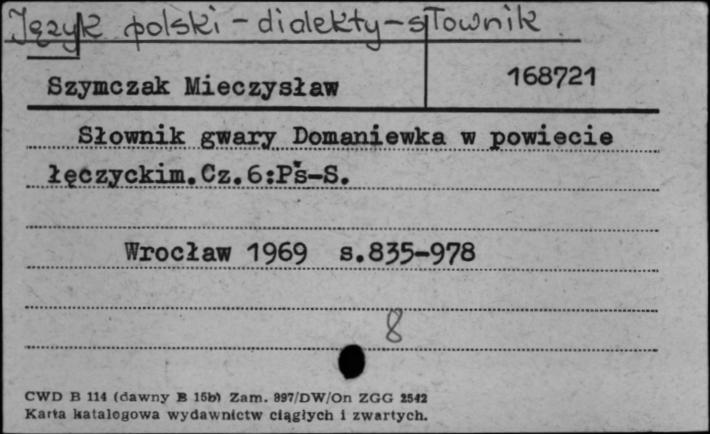 Język polski - dialekty - słownik
Szymczak Mieczysław 168721
Słownik gwary Domaniewka w powiecie
łęczyckim.Cz.6:Pš-S.
Wrocław 1969 s.835-978
8
CWD B 114 (dawny B 15b) Zam. 897/DW/On ZGG 2542
Karta katalogowa wydawnictw ciągłych i zwartych.